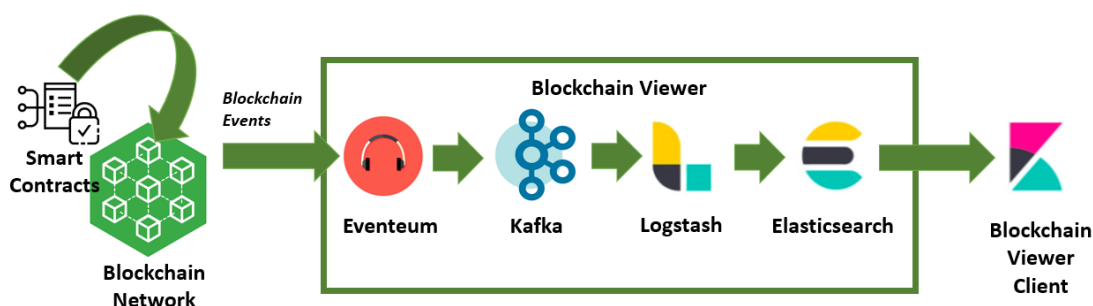 Smart
Contracts
Blockchain
Network
Blockchain
Events
Blockchain Viewer
Eventeum
Kafka
Logstash
Elasticsearch
Blockchain
Viewer
Client